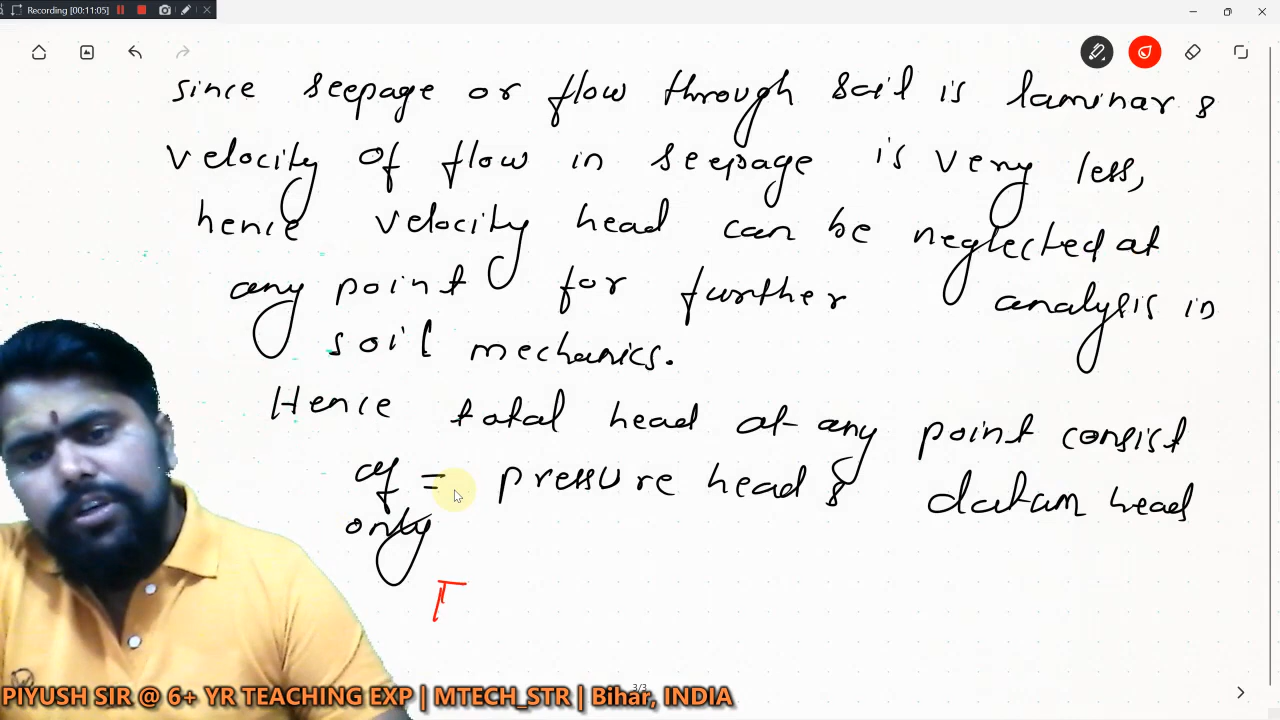 Recording [00:11:05]
since seepage or flow through soil is laminar &
velocity of flow in seepage is very less,
hence velocity head can be neglected at
any point for further analysis in
soil mechanics.
Hence total head at any point consist
of = pressure head & datum head
only
T
3/3
PIYUSH SIR @ 6+ YR TEACHING EXP | MTECH_STR | Bihar, INDIA